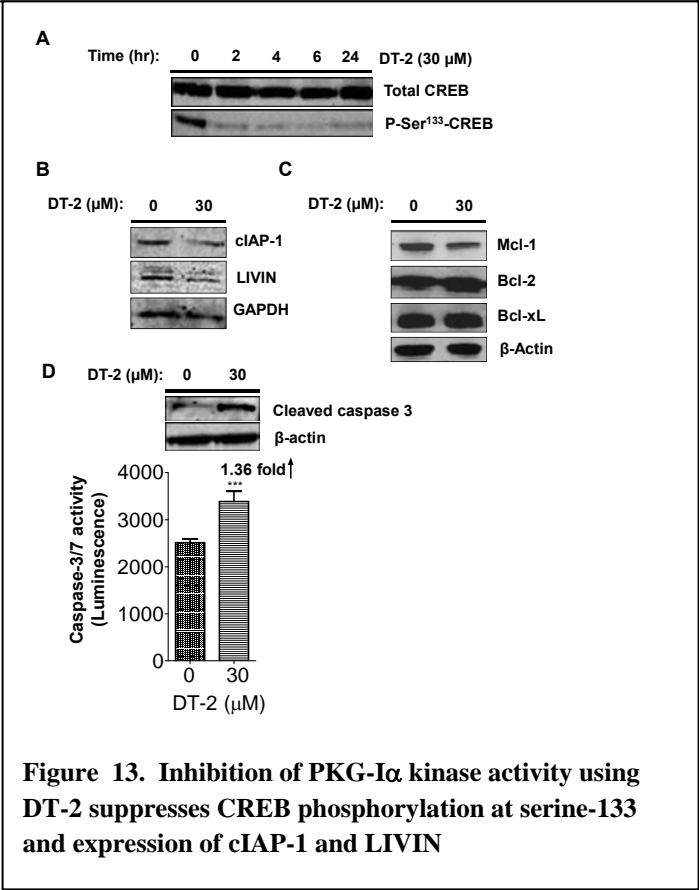 A
Time (hr): 0 2 4 6 24 DT-2 (30 µM)
Total CREB
P-Ser¹³³-CREB
B
DT-2 (µM): 0 30
cIAP-1
LIVIN
GAPDH
C
DT-2 (µM): 0 30
Mcl-1
Bcl-2
Bcl-xL
β-Actin
D
DT-2 (µM): 0 30
Cleaved caspase 3
β-actin
1.36 fold↑
***
Caspase-3/7 activity
(Luminescence)
4000
3000
2000
1000
0
0 30
DT-2 (µM)
Figure 13. Inhibition of PKG-Iα kinase activity using
DT-2 suppresses CREB phosphorylation at serine-133
and expression of cIAP-1 and LIVIN